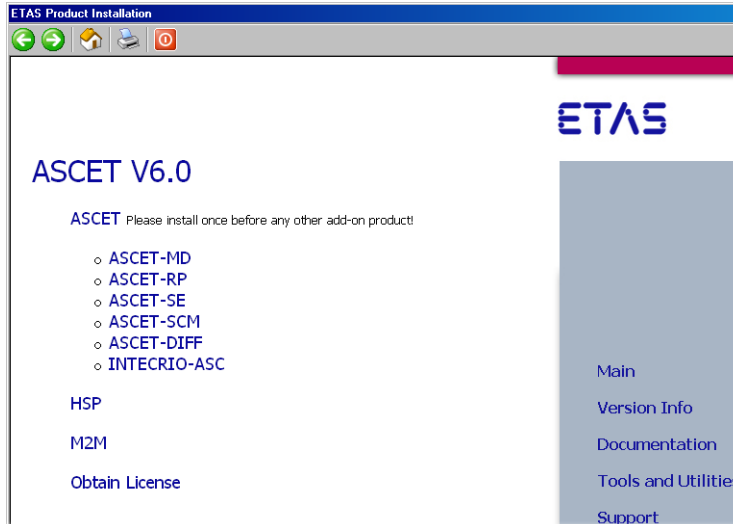 ETAS Product Installation
ETAS
ASCET V6.0
ASCET Please install once before any other add-on product!
ASCET-MD
ASCET-RP
ASCET-SE
ASCET-SCM
ASCET-DIFF
INTECRIO-ASC
HSP
M2M
Obtain License
Main
Version Info
Documentation
Tools and Utilitie
Support